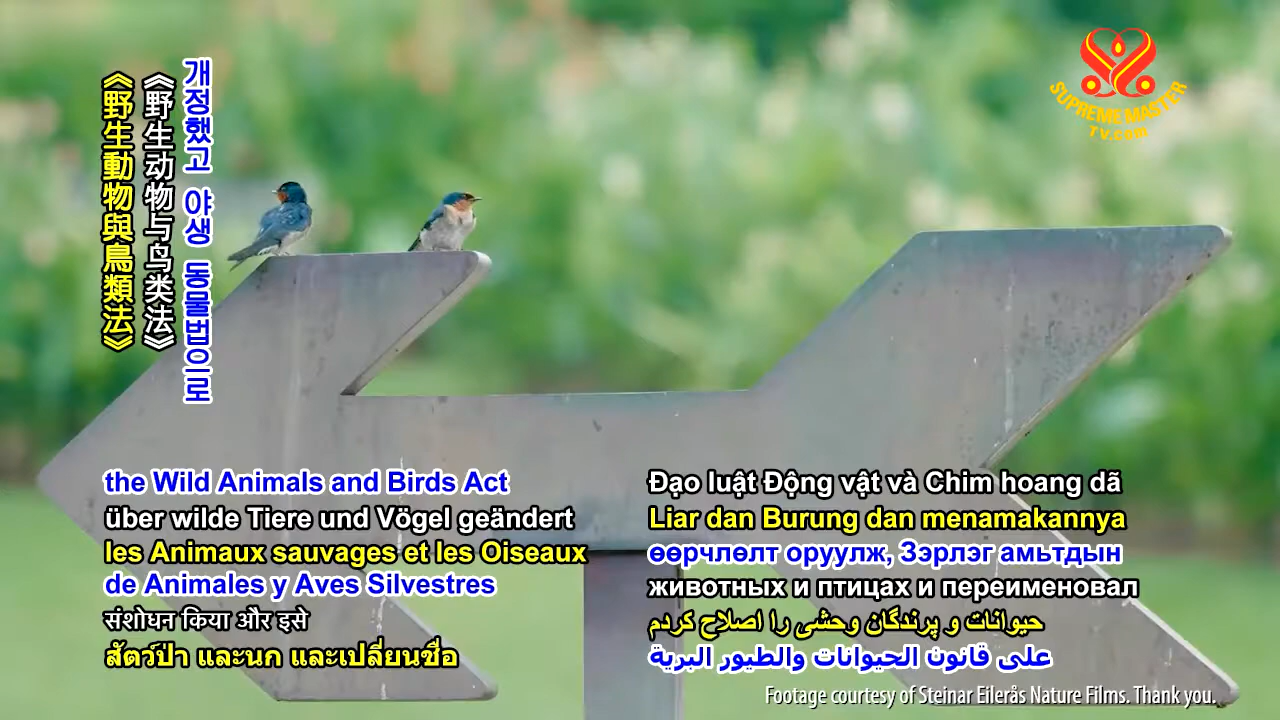 《野生動物與鳥類法》
《野生动物与鸟类法》
개정했고 야생 동물법으로
SUPREME MASTER
TV.com
the Wild Animals and Birds Act
über wilde Tiere und Vögel geändert
les Animaux sauvages et les Oiseaux
de Animales y Aves Silvestres
संशोधन किया और इसे
สัตว์ป่า และนก และเปลี่ยนชื่อ
Đạo luật Động vật và Chim hoang dã
Liar dan Burung dan menamakannya
өөрчлөлт оруулж, Зэрлэг амьтдын
животных и птицах и переименовал
حیوانات و پرندگان وحشی را اصلاح کردم
على قانون الحيوانات والطيور البرية
Footage courtesy of Steinar Eilerås Nature Films. Thank you.